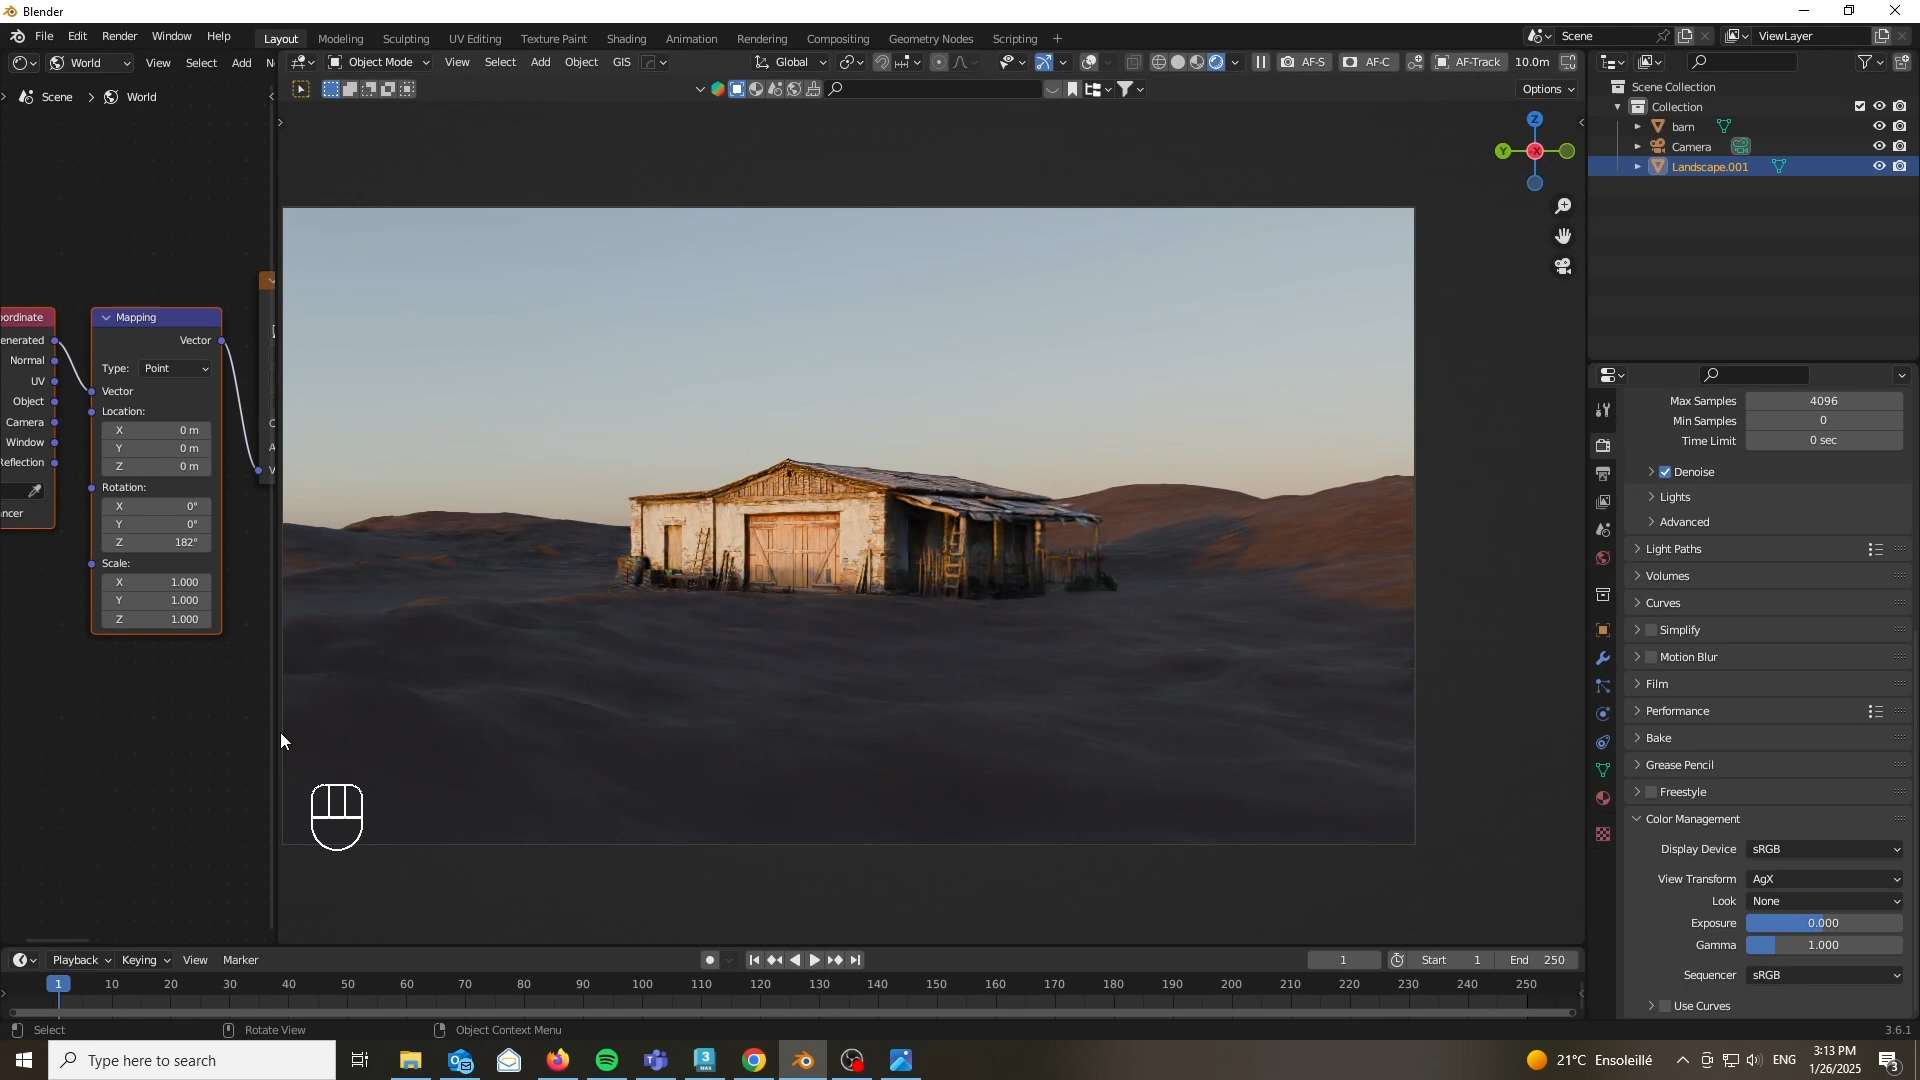 Blender
File Edit Render Window Help
Layout Modeling Sculpting UV Editing Texture Paint Shading Animation Rendering Compositing Geometry Nodes Scripting +
Scene
ViewLayer
World View Select Add N
Object Mode View Select Add Object GIS
Global
AF-S AF-C AF-Track 10.0m
Scene > World
Options
Z
Y
-X
Scene Collection
Collection
barn
Camera
Landscape.001
oordinate
enerated
Normal
UV
Object
Camera
Window
Reflection
ncer
Mapping
Vector
Type: Point
Vector
Location:
X 0 m
Y 0 m
Z 0 m
Rotation:
X 0°
Y 0°
Z 182°
Scale:
X 1.000
Y 1.000
Z 1.000
Max Samples 4096
Min Samples 0
Time Limit 0 sec
Denoise
Lights
Advanced
Light Paths
Volumes
Curves
Simplify
Motion Blur
Film
Performance
Bake
Grease Pencil
Freestyle
Color Management
Display Device sRGB
View Transform AgX
Look None
Exposure 0.000
Gamma 1.000
Sequencer sRGB
Use Curves
Playback Keying View Marker
1 Start 1 End 250
1 10 20 30 40 50 60 70 80 90 100 110 120 130 140 150 160 170 180 190 200 210 220 230 240 250
Select Rotate View Object Context Menu
3.6.1
Type here to search
3 MAX
21°C Ensoleillé
ENG
3:13 PM
1/26/2025
3